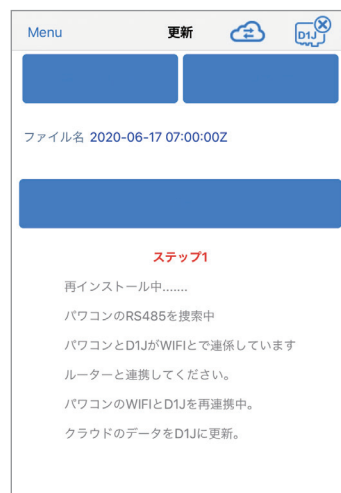 Menu 更新 D1J
ファイル名 2020-06-17 07:00:00Z
ステップ1
再インストール中.......
パワコンのRS485を捜索中
パワコンとD1JがWIFIとで連係しています
ルーターと連携してください。
パワコンのWIFIとD1Jを再連携中。
クラウドのデータをD1Jに更新。